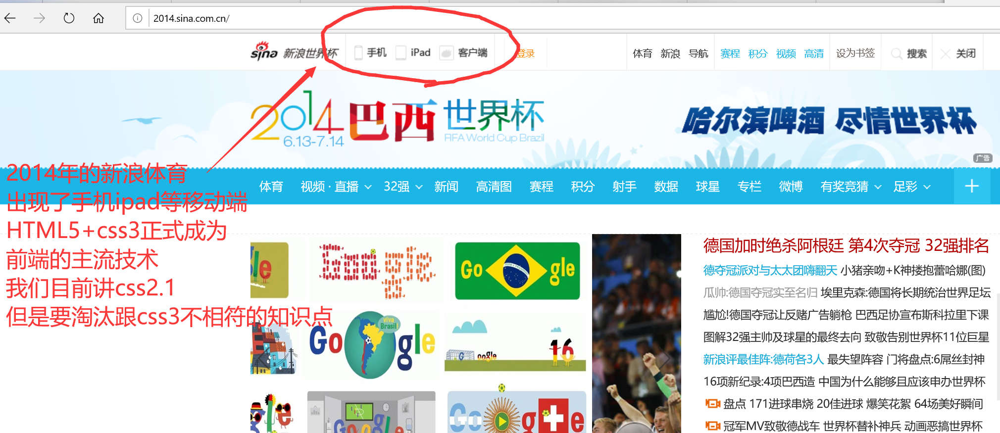 2014.sina.com.cn/
sina 新浪世界杯 手机 iPad 客户端 登录 体育 新浪 导航 赛程 积分 视频 高清 设为书签 搜索 关闭
2014 巴西 世界杯
6.13-7.14 FIFA World Cup Brazil
哈尔滨啤酒 尽情世界杯
广告
体育 视频·直播 32强 新闻 高清图 赛程 积分 射手 数据 球星 专栏 微博 有奖竞猜 足彩
2014年的新浪体育
出现了手机ipad等移动端
HTML5+css3正式成为
前端的主流技术
我们目前讲css2.1
但是要淘汰跟css3不相符的知识点
gle
Google
Go gle
viva
Brasil!
Go gle
Google
16
Google
Go g e
德国加时绝杀阿根廷 第4次夺冠 32强排名
德夺冠派对与太太团嗨翻天 小猪亲吻+K神搂抱蕾哈娜(图)
瓜帅:德国夺冠实至名归 埃里克森:德国将长期统治世界足坛
尴尬!德国夺冠让反赌广告躺枪 巴西足协宣布斯科拉里下课
图解32强主帅及球星的最终去向 致敬告别世界杯11位巨星
新浪评最佳阵:德荷各3人 最失望阵容 门将盘点:6屌丝封神
16项新纪录:4项巴西造 中国为什么能够且应该申办世界杯
盘点 171进球串烧 20佳进球 爆笑花絮 64场美好瞬间
冠军MV致敬德战车 世界杯替补神兵 动画恶搞世界杯